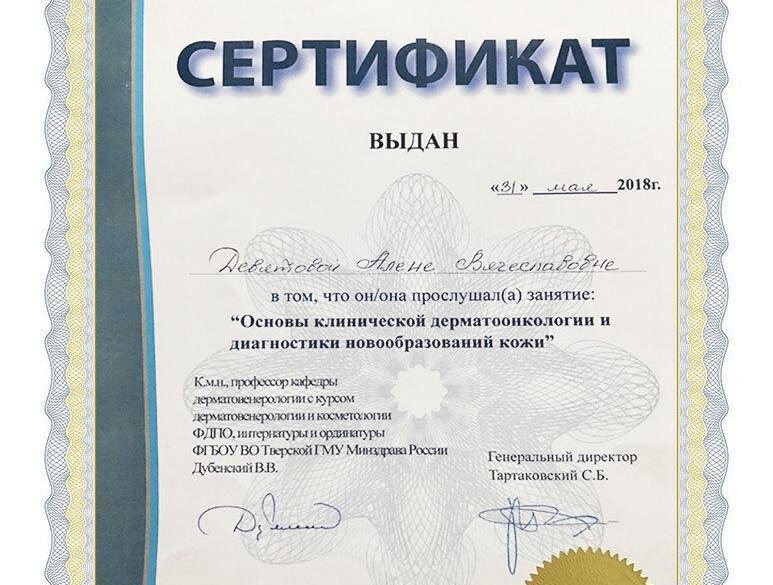 СЕРТИФИКАТ
ВЫДАН
«31» мая 2018г.
Девятовой Алене Вячеславовне
в том, что он/она прослушал(а) занятие:
“Основы клинической дерматоонкологии и
диагностики новообразований кожи”
К.м.н., профессор кафедры
дерматовенерологии с курсом
дерматовенерологии и косметологии
ФДПО, интернатуры и ординатуры
ФГБОУ ВО Тверской ГМУ Минздрава России
Дубенский В.В.
Генеральный директор
Тартаковский С.Б.